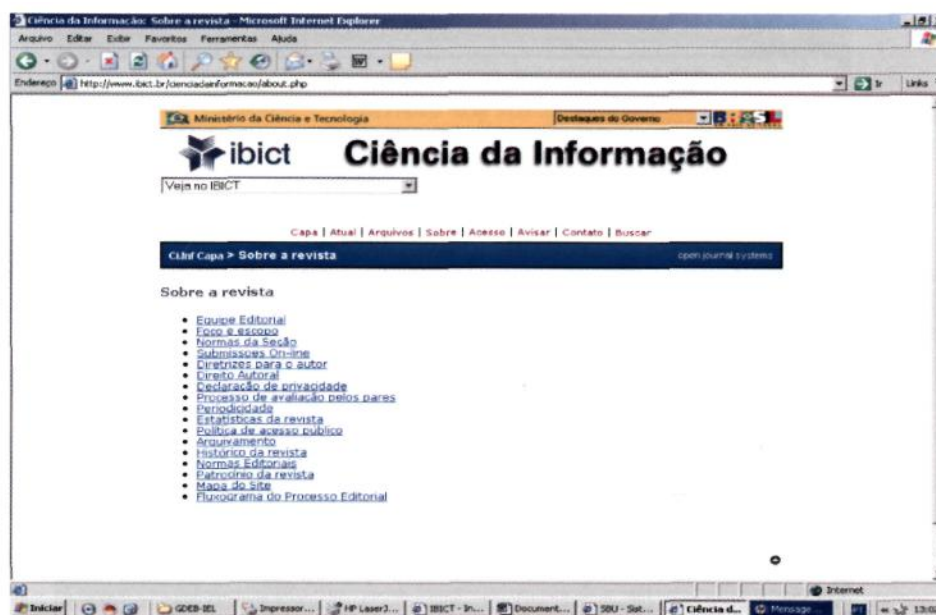 Ciência da Informação: Sobre a revista - Microsoft Internet Explorer
Arquivo Editar Exibir Favoritos Ferramentas Ajuda
Endereço http://www.ibict.br/cienciadainformacao/about.php Ir Links
Ministério da Ciência e Tecnologia Destaques do Governo BRASIL
ibict Ciência da Informação
Veja no IBICT
Capa | Atual | Arquivos | Sobre | Acesso | Avisar | Contato | Buscar
Ci.Inf Capa > Sobre a revista open journal systems
Sobre a revista
• Equipe Editorial
• Foco e escopo
• Normas da Seção
• Submissões On-line
• Diretrizes para o autor
• Direito Autoral
• Declaração de privacidade
• Processo de avaliação pelos pares
• Periodicidade
• Estatísticas da revista
• Política de acesso público
• Arquivamento
• Histórico da revista
• Normas Editoriais
• Patrocínio da revista
• Mapa do Site
• Fluxograma do Processo Editorial
Internet
Iniciar GDEB-IEL Impressor... HP LaserJ... IBICT - In... Document... SBU - Sist... Ciência d... Message...